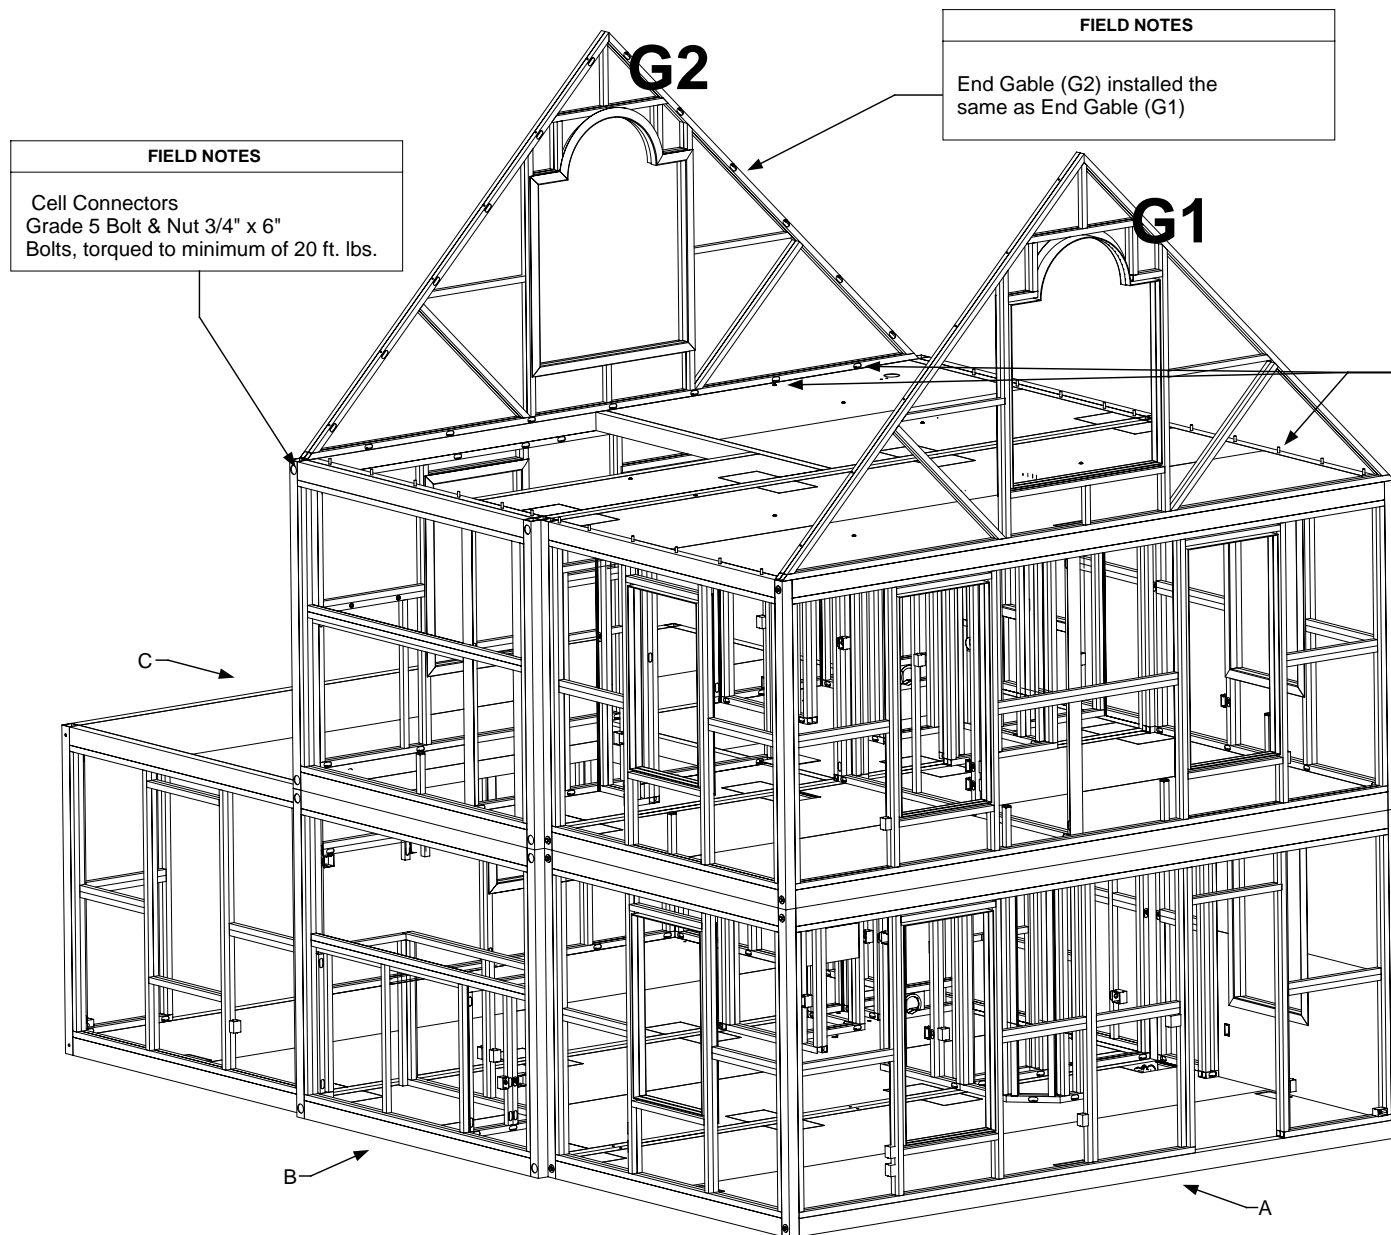 FIELD NOTES
End Gable (G2) installed the
same as End Gable (G1)
G2
FIELD NOTES
Cell Connectors
Grade 5 Bolt & Nut 3/4" x 6"
Bolts, torqued to minimum of 20 ft. lbs.
G1
C
B
A